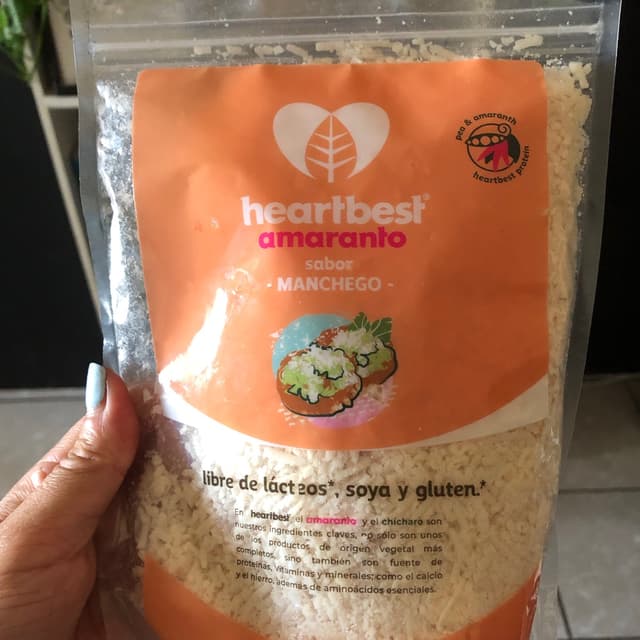 pea & amaranth
heartbest protein
heartbest®
amaranto
sabor
- MANCHEGO -
libre de lácteos*, soya y gluten.*
En heartbest el amaranto y el chícharo son
nuestros ingredientes claves, no sólo son unos
de los productos de origen vegetal más
completos, sino también son fuente de
proteínas, vitaminas y minerales; como el calcio
y el hierro, además de aminoácidos esenciales.